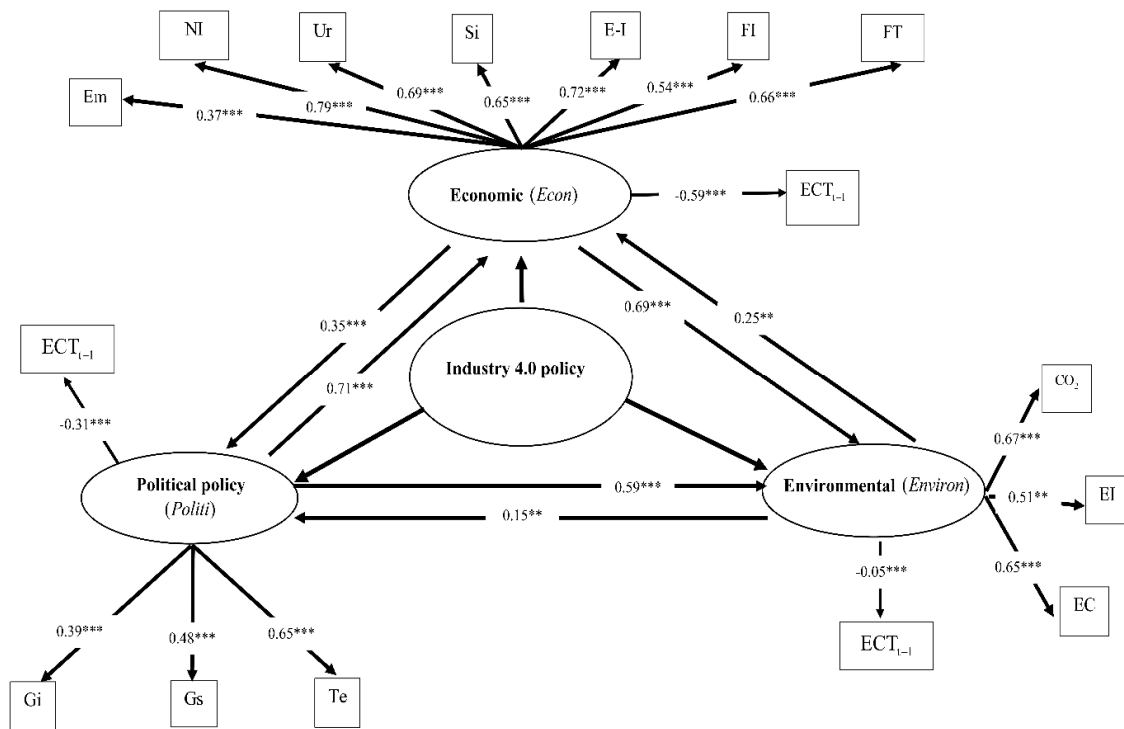 NI
Ur
Si
E-I
FI
FT
Em
0.37***
0.79***
0.69***
0.65***
0.72***
0.54***
0.66***
Economic (Econ)
-0.59***
ECTₜ₋₁
0.35***
0.71***
0.69***
0.25**
Industry 4.0 policy
ECTₜ₋₁
-0.31***
CO₂
0.67***
Political policy
(Politi)
0.59***
0.15**
Environmental (Environ)
0.51**
EI
0.65***
EC
-0.05***
ECTₜ₋₁
0.39***
0.48***
0.65***
Gi
Gs
Te